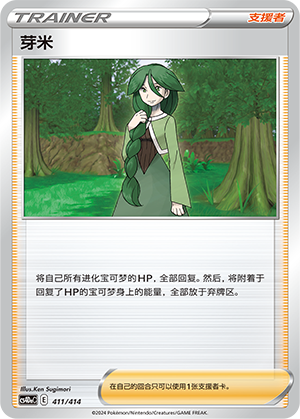 TRAINER
支援者
芽米
将自己所有进化宝可梦的HP，全部回复。然后，将附着于
回复了HP的宝可梦身上的能量，全部放于弃牌区。
Illus.Ken Sugimori
E 411/414
在自己的回合只可以使用1张支援者卡。
©2024 Pokémon/Nintendo/Creatures/GAME FREAK.